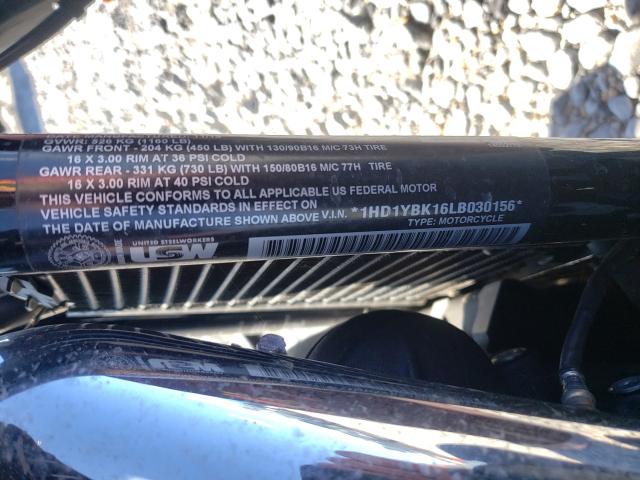 GVWR: 526 KG (1160 LB)
GAWR FRONT - 204 KG (450 LB) WITH 130/90B16 M/C 73H TIRE
16 X 3.00 RIM AT 36 PSI COLD
GAWR REAR - 331 KG (730 LB) WITH 150/80B16 M/C 77H TIRE
16 X 3.00 RIM AT 40 PSI COLD
THIS VEHICLE CONFORMS TO ALL APPLICABLE US FEDERAL MOTOR
VEHICLE SAFETY STANDARDS IN EFFECT ON
THE DATE OF MANUFACTURE SHOWN ABOVE V.I.N. *1HD1YBK16LB030156*
TYPE: MOTORCYCLE
UNITED STEELWORKERS
USW